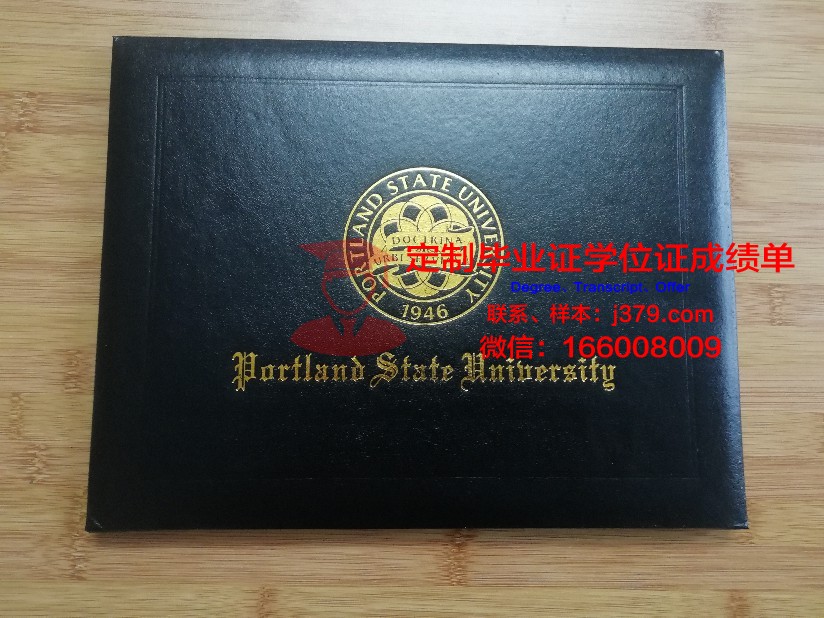 PORTLAND STATE UNIVERSITY
DOCTRINA
URBI
1946
定制毕业证学位证成绩单
Degree、Transcript、Offer
联系、样本：j379.com
微信：166008009
Portland State University